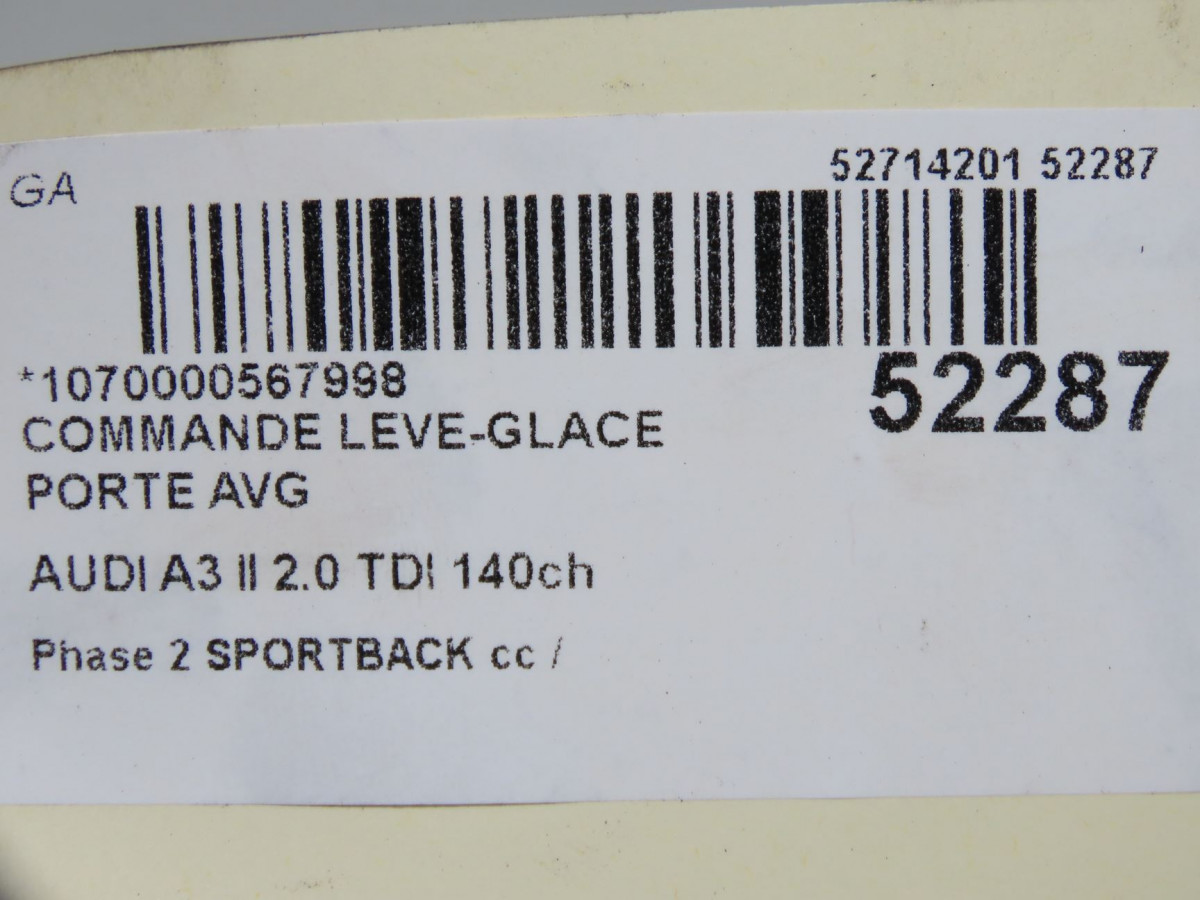 GA
52714201 52287
*1070000567998
52287
COMMANDE LEVE-GLACE
PORTE AVG
AUDI A3 II 2.0 TDI 140ch
Phase 2 SPORTBACK cc /